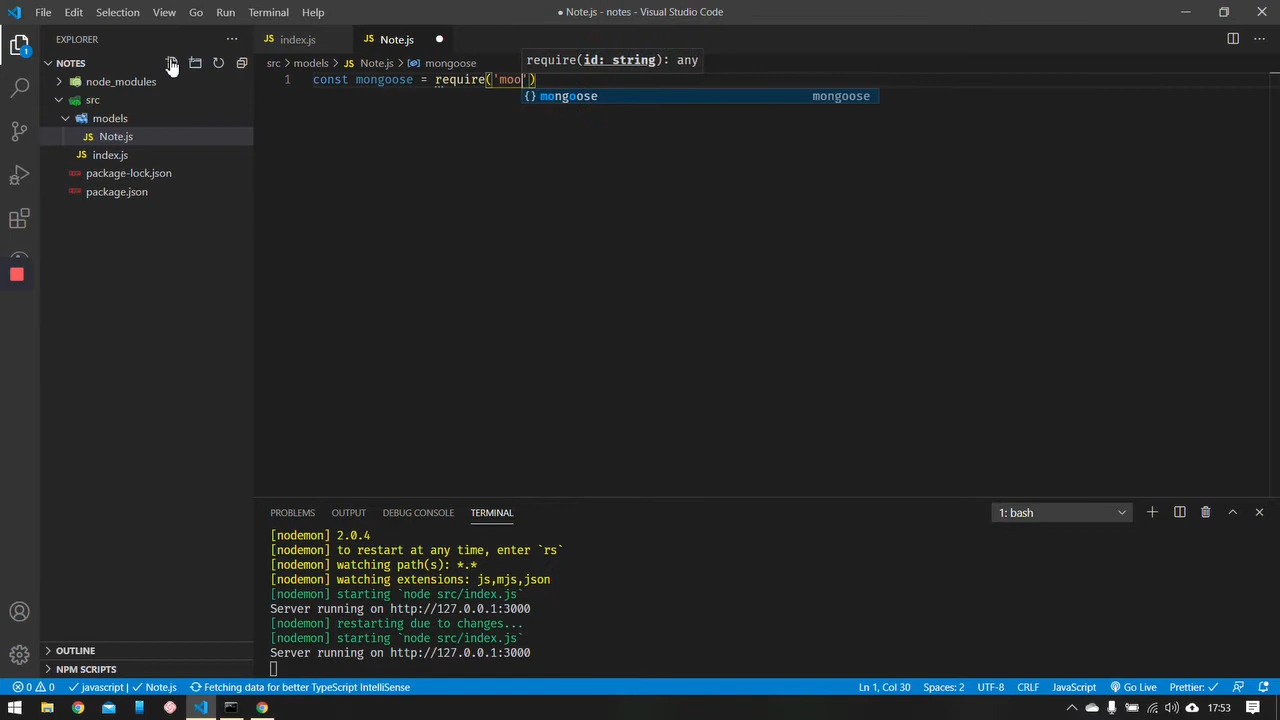 File Edit Selection View Go Run Terminal Help
● Note.js - notes - Visual Studio Code
EXPLORER
NOTES
node_modules
src
models
JS Note.js
JS index.js
package-lock.json
package.json
OUTLINE
NPM SCRIPTS
1
JS index.js
JS Note.js
src > models > JS Note.js > mongoose
require(id: string): any
1 const mongoose = require('moo')
{} mongoose mongoose
PROBLEMS OUTPUT DEBUG CONSOLE TERMINAL
1: bash
[nodemon] 2.0.4
[nodemon] to restart at any time, enter `rs`
[nodemon] watching path(s): *.*
[nodemon] watching extensions: js,mjs,json
[nodemon] starting `node src/index.js`
Server running on http://127.0.0.1:3000
[nodemon] restarting due to changes...
[nodemon] starting `node src/index.js`
Server running on http://127.0.0.1:3000
0 0 javascript | Note.js Fetching data for better TypeScript IntelliSense
Ln 1, Col 30 Spaces: 2 UTF-8 CRLF JavaScript Go Live Prettier:
17:53